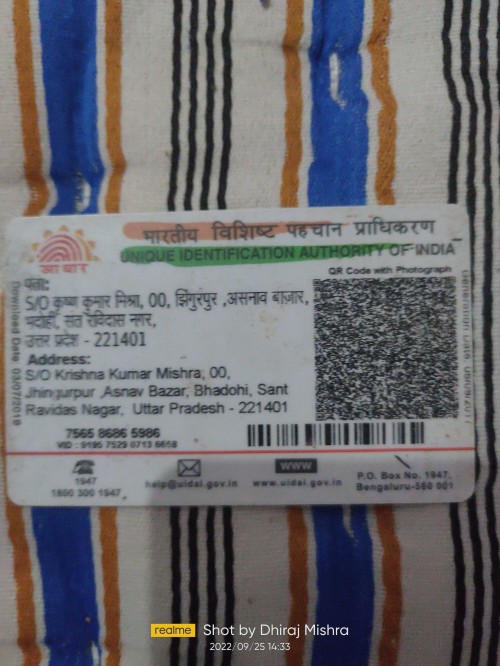 भारतीय विशिष्ट पहचान प्राधिकरण
आधार
UNIQUE IDENTIFICATION AUTHORITY OF INDIA
QR Code with Photograph
पता:
S/O कृष्ण कुमार मिश्रा, 00, झिंगुरपुर ,असनाव बाज़ार,
भदोही, संत रविदास नगर,
उत्तर प्रदेश - 221401
Address:
S/O Krishna Kumar Mishra, 00,
Jhingurpur ,Asnav Bazar, Bhadohi, Sant
Ravidas Nagar, Uttar Pradesh - 221401
7565 8686 5986
VID : 9195 7529 0713 6658
Download Date: 03/07/2019
1947
1800 300 1947
help@uidai.gov.in
WWW
www.uidai.gov.in
P.O. Box No. 1947,
Bengaluru-560 001
realme Shot by Dhiraj Mishra
2022/09/25 14:33